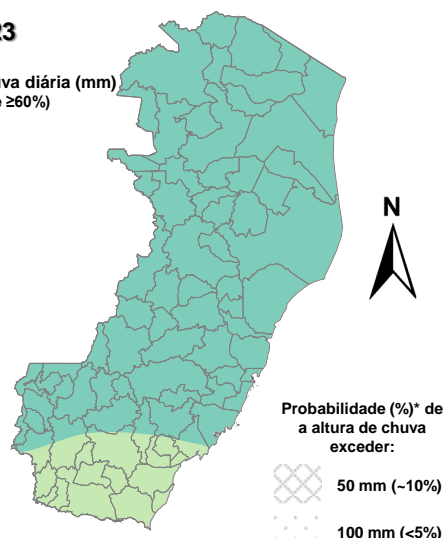 23
uva diária (mm)
e ≥60%)
N
Probabilidade (%)* de
a altura de chuva
exceder:
50 mm (~10%)
100 mm (<5%)